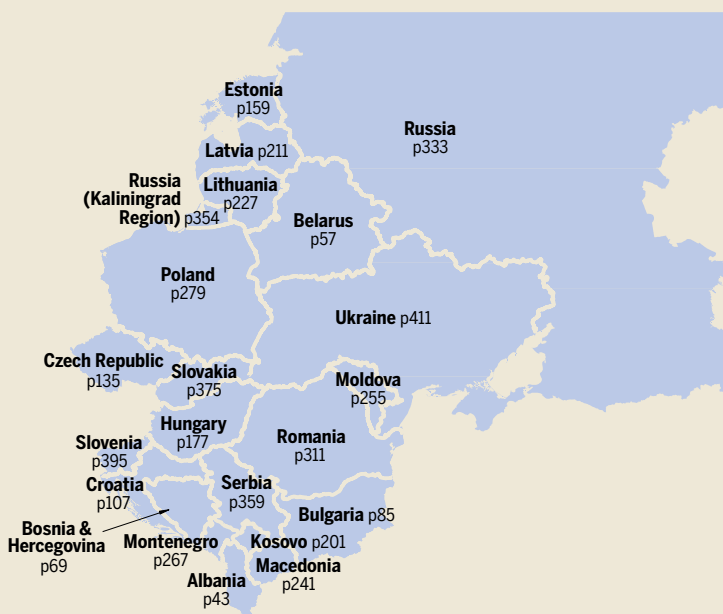 Estonia
p159
Russia
p333
Latvia p211
Russia
(Kaliningrad
Region) p354
Lithuania
p227
Belarus
p57
Poland
p279
Ukraine p411
Czech Republic
p135
Slovakia
p375
Moldova
p255
Hungary
p177
Romania
p311
Slovenia
p395
Croatia
p107
Serbia
p359
Bulgaria p85
Bosnia &
Hercegovina
p69
Montenegro
p267
Kosovo p201
Macedonia
p241
Albania
p43